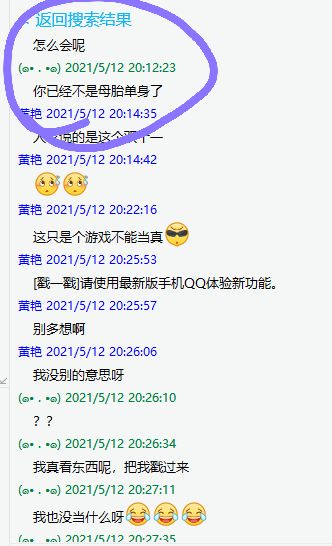 返回搜索结果
怎么会呢
2021/5/12 20:12:23
你已经不是母胎单身了
黄艳 2021/5/12 20:14:35
的是这个
黄艳 2021/5/12 20:14:42
黄艳 2021/5/12 20:22:16
这只是个游戏不能当真
黄艳 2021/5/12 20:25:53
[戳一戳]请使用最新版手机QQ体验新功能。
黄艳 2021/5/12 20:25:57
别多想啊
黄艳 2021/5/12 20:26:06
我没别的意思呀
(๑• . •๑) 2021/5/12 20:26:10
？？
(๑• . •๑) 2021/5/12 20:26:34
我真看东西呢，把我戳过来
(๑• . •๑) 2021/5/12 20:27:11
我也没当什么呀
(๑• . •๑) 2021/5/12 20:27:35